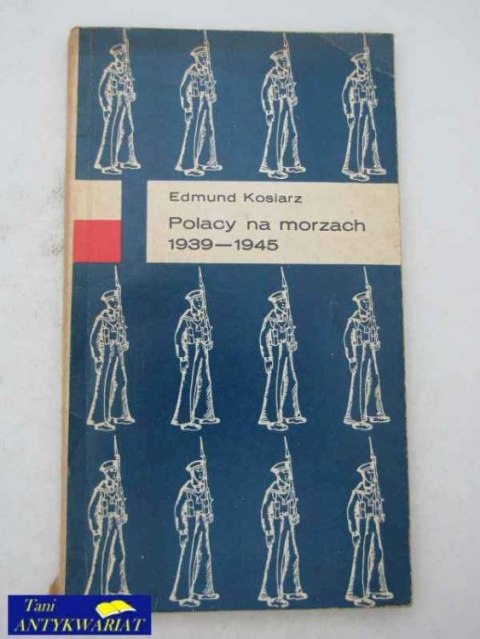 Edmund Kosiarz
Polacy na morzach
1939—1945
Tani
ANTYKWARIAT